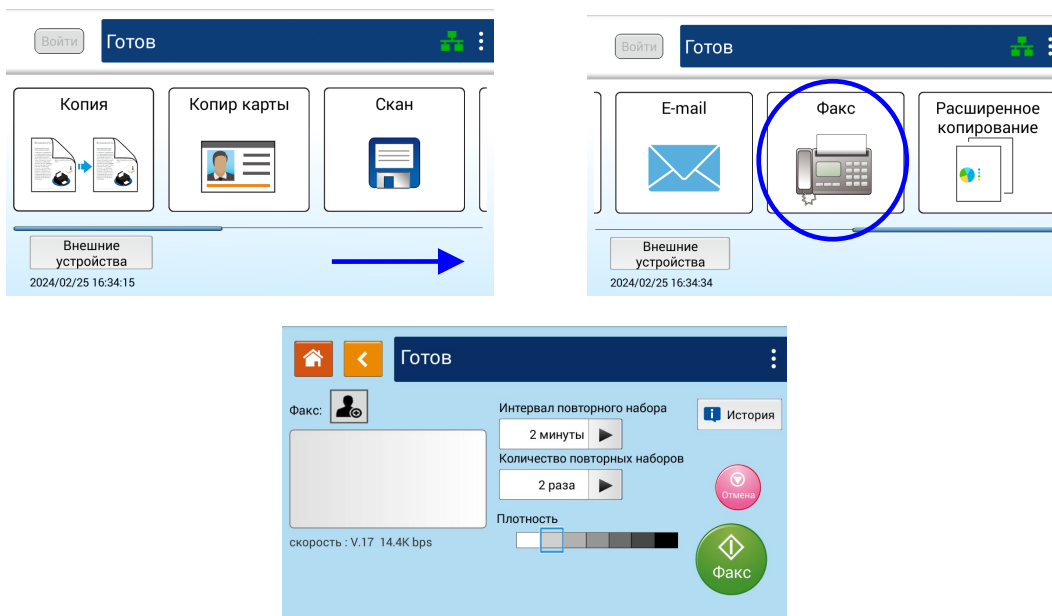 Войти
Готов
Копия
Копир карты
Скан
Внешние
устройства
2024/02/25 16:34:15
Войти
Готов
E-mail
Факс
Расширенное
копирование
Внешние
устройства
2024/02/25 16:34:34
Готов
Факс:
Интервал повторного набора
История
2 минуты
Количество повторных наборов
2 раза
Отмена
Плотность
скорость : V.17 14.4K bps
Факс